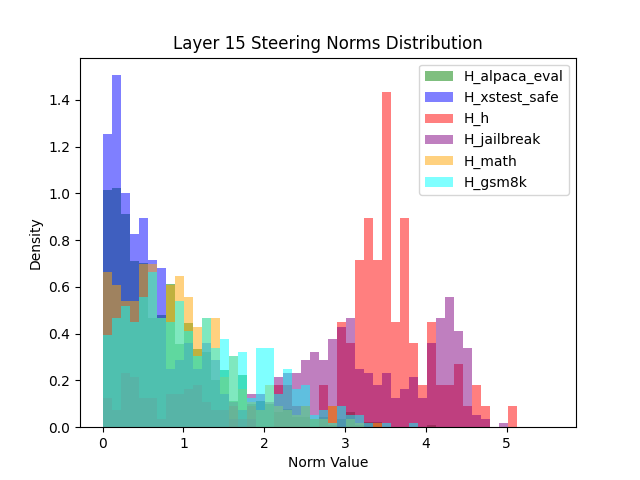 Layer 15 Steering Norms Distribution
H_alpaca_eval
H_xstest_safe
H_h
H_jailbreak
H_math
H_gsm8k
Density
1.4
1.2
1.0
0.8
0.6
0.4
0.2
0.0
0 1 2 3 4 5
Norm Value